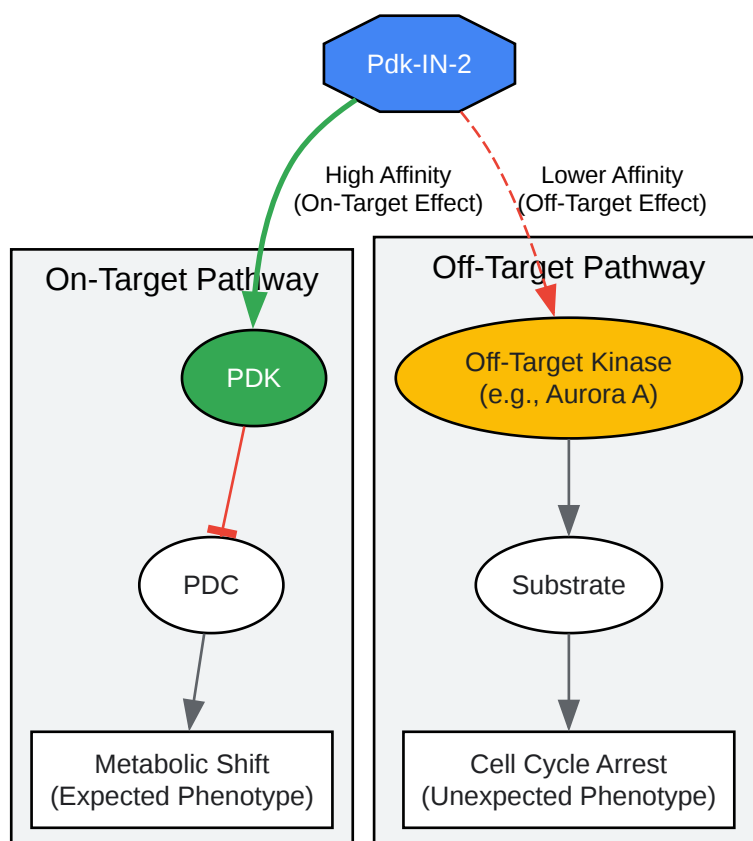 Pdk-IN-2
High Affinity
(On-Target Effect)
Lower Affinity
(Off-Target Effect)
On-Target Pathway
PDK
PDC
Metabolic Shift
(Expected Phenotype)
Off-Target Pathway
Off-Target Kinase
(e.g., Aurora A)
Substrate
Cell Cycle Arrest
(Unexpected Phenotype)